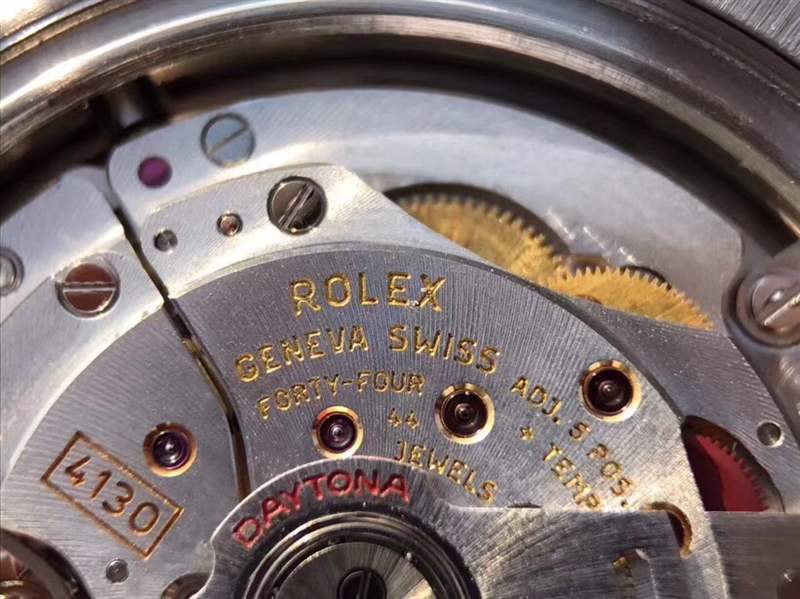 ROLEX
GENEVA SWISS
FORTY-FOUR
44
JEWELS
ADJ. 5 POS.
+ TEMP
4130
DAYTONA